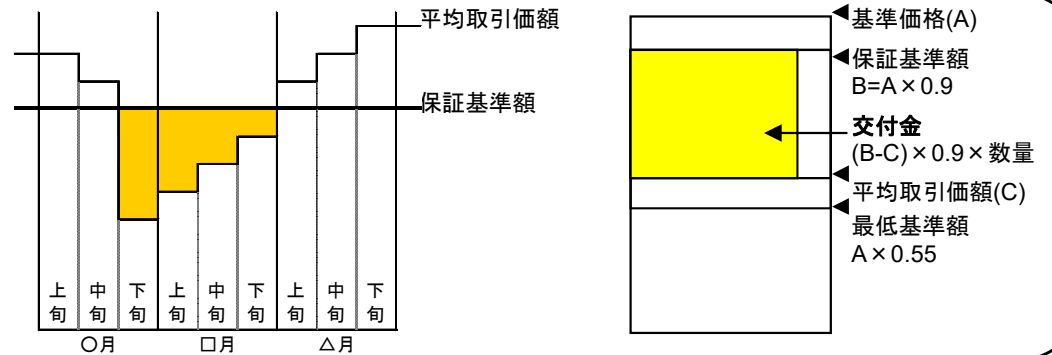 平均取引価額
保証基準額
上旬
中旬
下旬
上旬
中旬
下旬
上旬
中旬
下旬
○月
□月
△月
基準価格(A)
保証基準額
B=A×0.9
交付金
(B-C)×0.9×数量
平均取引価額(C)
最低基準額
A×0.55